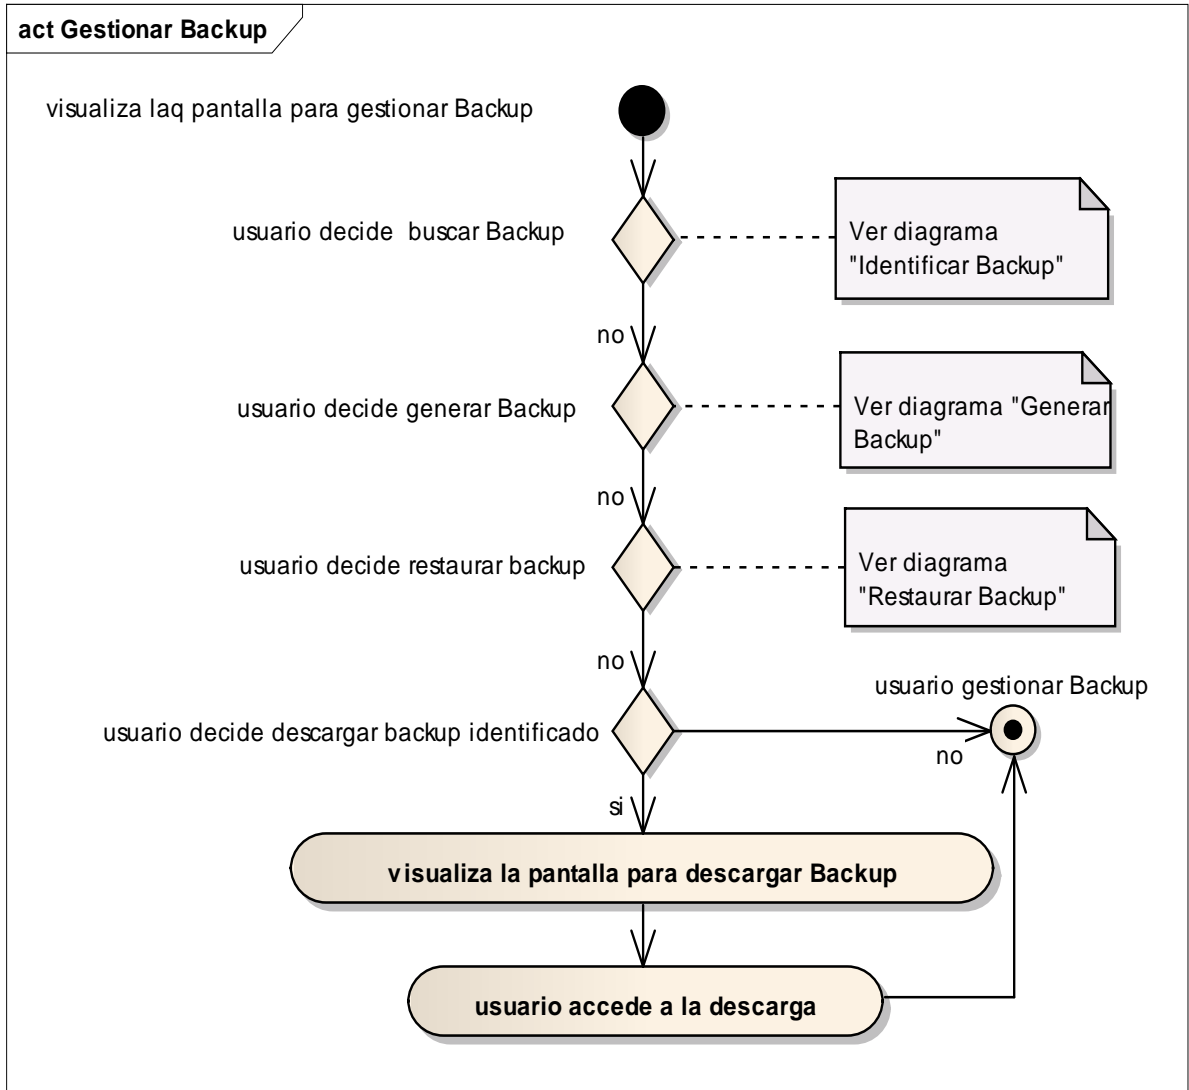 act Gestionar Backup
visualiza laq pantalla para gestionar Backup
usuario decide  buscar Backup
Ver diagrama
"Identificar Backup"
no
usuario decide generar Backup
Ver diagrama "Generar
Backup"
no
usuario decide restaurar backup
Ver diagrama
"Restaurar Backup"
no
usuario gestionar Backup
usuario decide descargar backup identificado
no
si
visualiza la pantalla para descargar Backup
usuario accede a la descarga